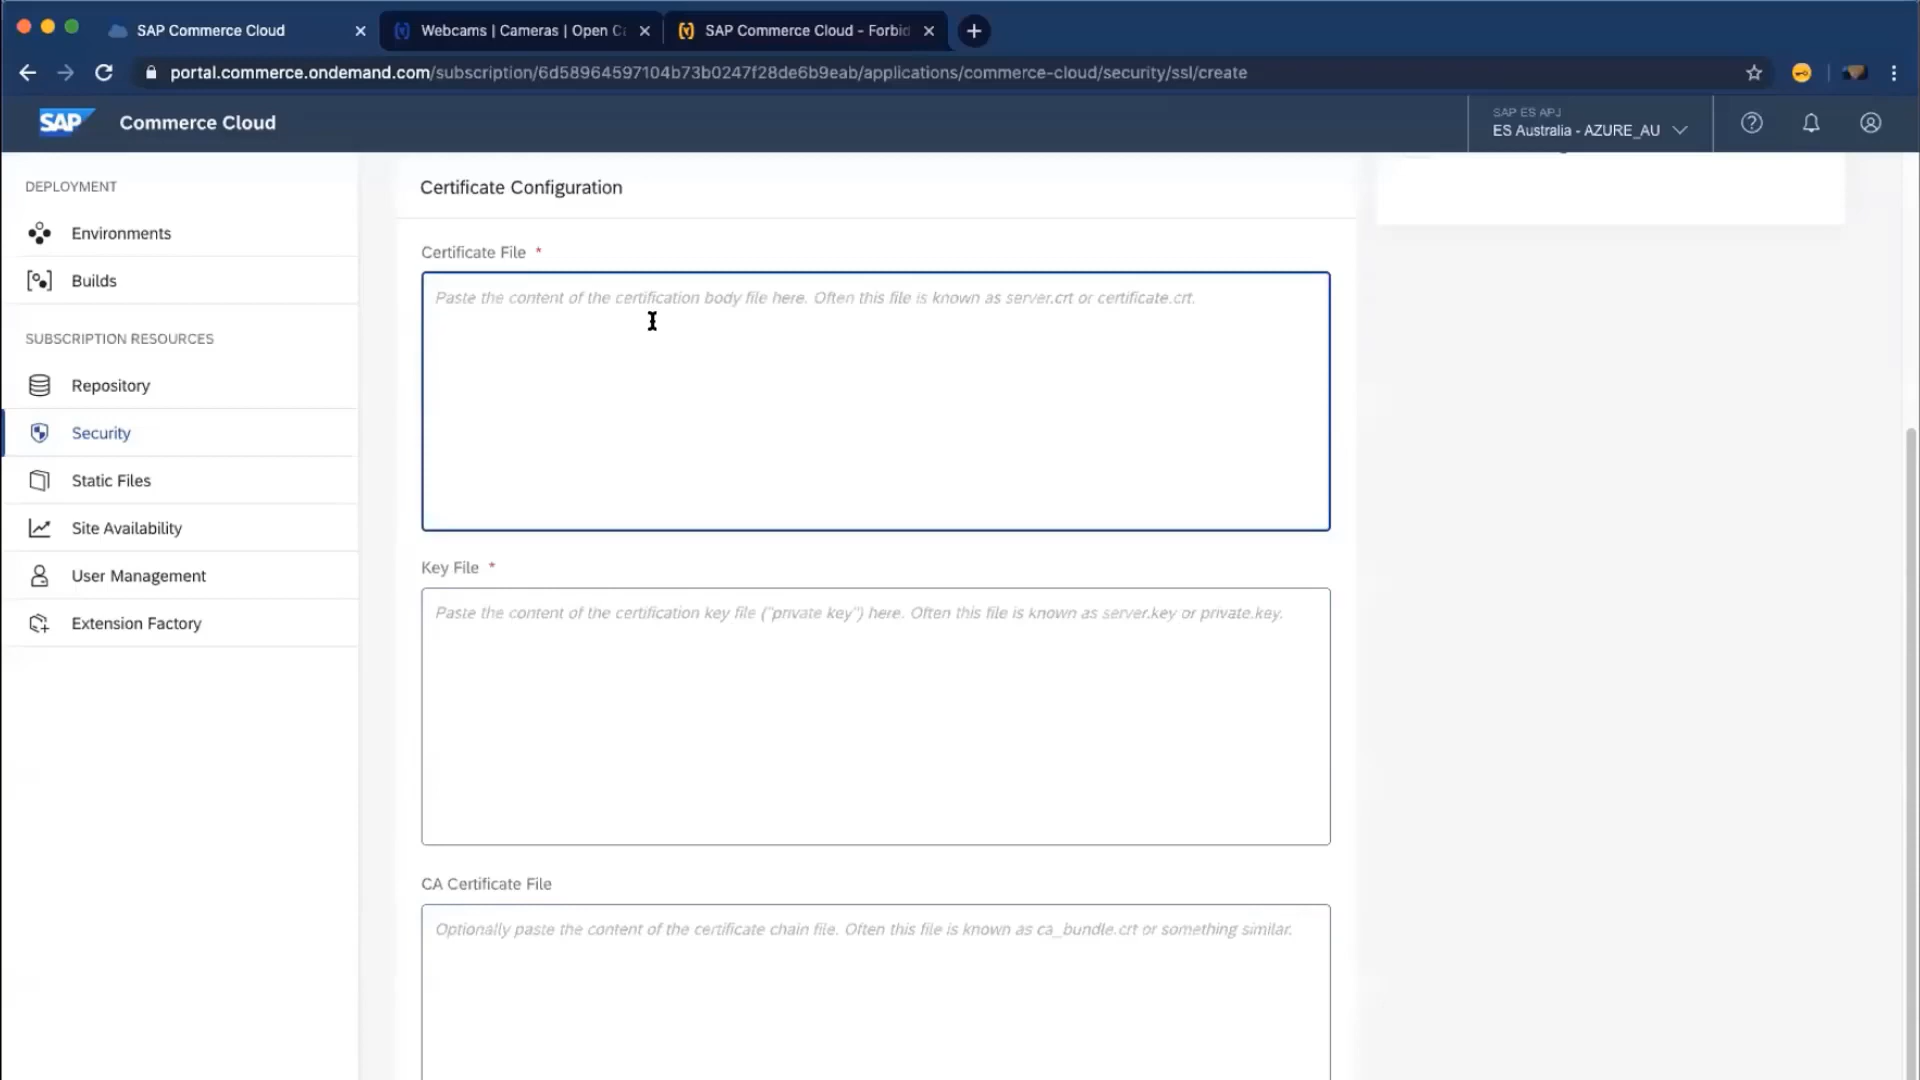 SAP Commerce Cloud
Webcams | Cameras | Open C
SAP Commerce Cloud - Forbid
portal.commerce.ondemand.com/subscription/6d58964597104b73b0247f28de6b9eab/applications/commerce-cloud/security/ssl/create
SAP
Commerce Cloud
SAP ES APJ
ES Australia - AZURE_AU
DEPLOYMENT
Environments
Builds
SUBSCRIPTION RESOURCES
Repository
Security
Static Files
Site Availability
User Management
Extension Factory
Certificate Configuration
Certificate File *
Paste the content of the certification body file here. Often this file is known as server.crt or certificate.crt.
Key File *
Paste the content of the certification key file ("private key") here. Often this file is known as server.key or private.key.
CA Certificate File
Optionally paste the content of the certificate chain file. Often this file is known as ca_bundle.crt or something similar.